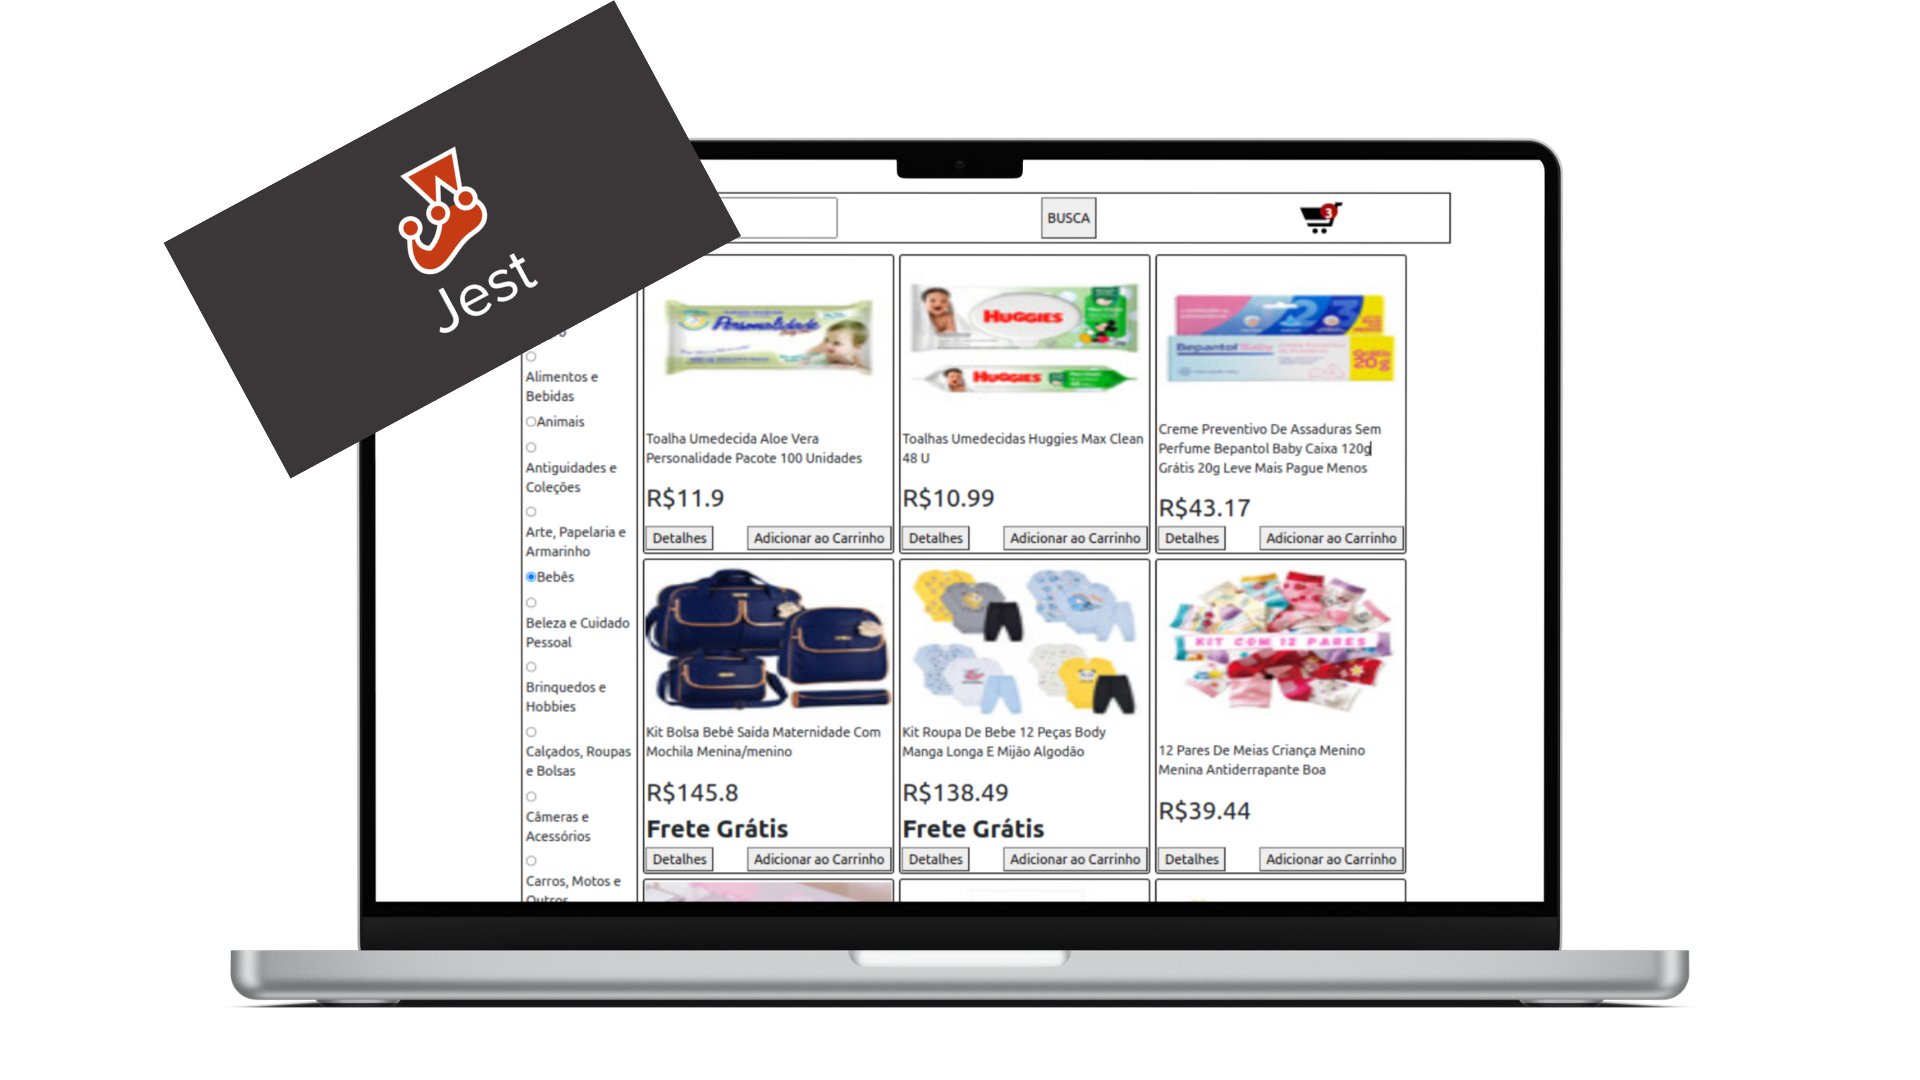 Jest
BUSCA
3
Alimentos e
Bebidas
Animais
Antiguidades e
Coleções
Arte, Papelaria e
Armarinho
Bebês
Beleza e Cuidado
Pessoal
Brinquedos e
Hobbies
Calçados, Roupas
e Bolsas
Câmeras e
Acessórios
Carros, Motos e
Outros
Personalidade
Toalha Umedecida Aloe Vera
Personalidade Pacote 100 Unidades
R$11.9
Detalhes
Adicionar ao Carrinho
HUGGIES
HUGGIES
Toalhas Umedecidas Huggies Max Clean
48 U
R$10.99
Detalhes
Adicionar ao Carrinho
123
Bepantol Baby
Grátis
20g
Creme Preventivo De Assaduras Sem
Perfume Bepantol Baby Caixa 120g
Grátis 20g Leve Mais Pague Menos
R$43.17
Detalhes
Adicionar ao Carrinho
Kit Bolsa Bebê Saída Maternidade Com
Mochila Menina/menino
R$145.8
Frete Grátis
Detalhes
Adicionar ao Carrinho
Kit Roupa De Bebe 12 Peças Body
Manga Longa E Mijão Algodão
R$138.49
Frete Grátis
Detalhes
Adicionar ao Carrinho
KIT COM 12 PARES
12 Pares De Meias Criança Menino
Menina Antiderrapante Boa
R$39.44
Detalhes
Adicionar ao Carrinho